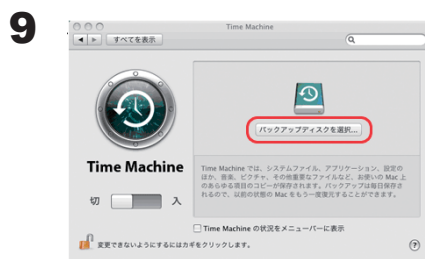 9
Time Machine
すべてを表示
バックアップディスクを選択...
Time Machine
切 入
Time Machine では、システムファイル、アプリケーション、設定の
ほか、音楽、ピクチャ、その他重要なファイルなど、お使いの Mac 上
のあらゆる項目のコピーが保存されます。バックアップは毎日保存さ
れるので、以前の状態の Mac をもう一度復元することができます。
Time Machine の状況をメニューバーに表示
変更できないようにするにはカギをクリックします。
?